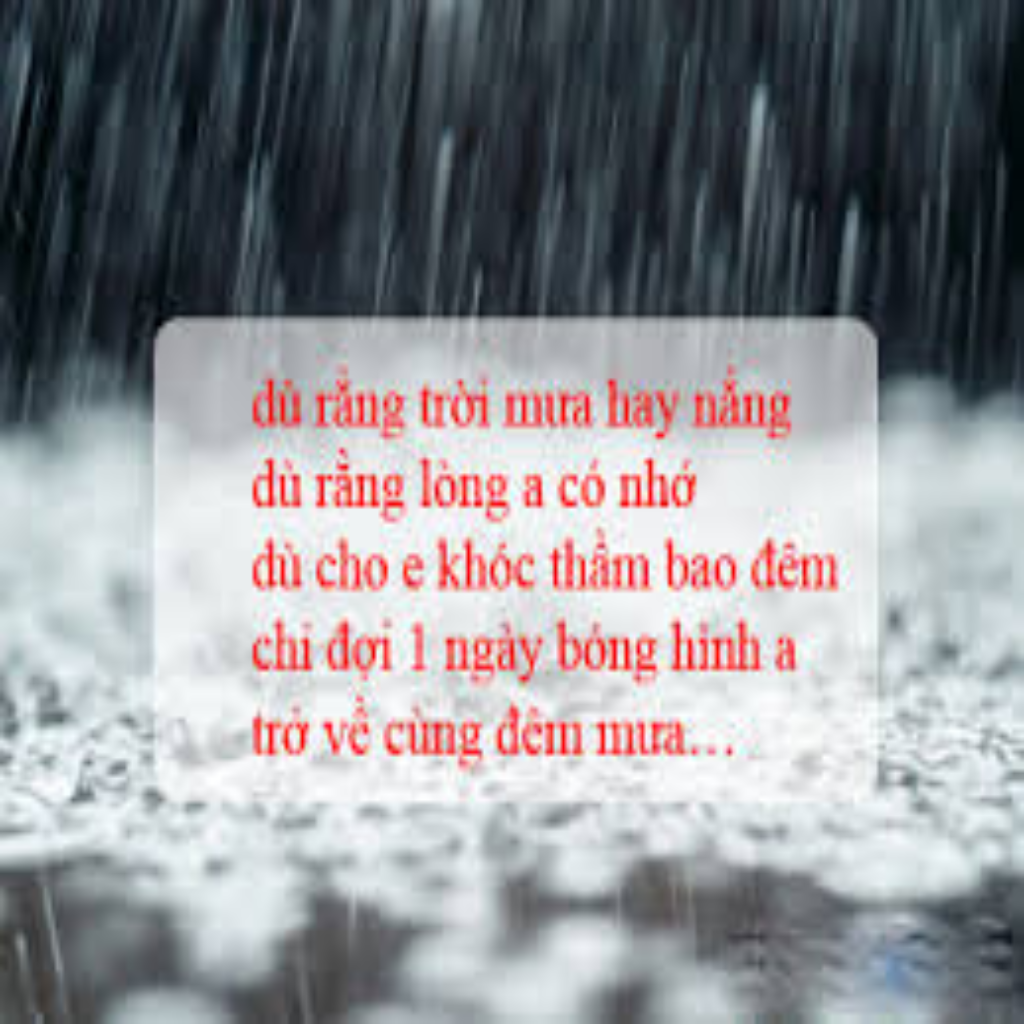 dù rằng trời mưa hay nắng
dù rằng lòng a có nhớ
dù cho e khóc thầm bao đêm
chỉ đợi 1 ngày bóng hình a
trở về cùng đêm mưa...